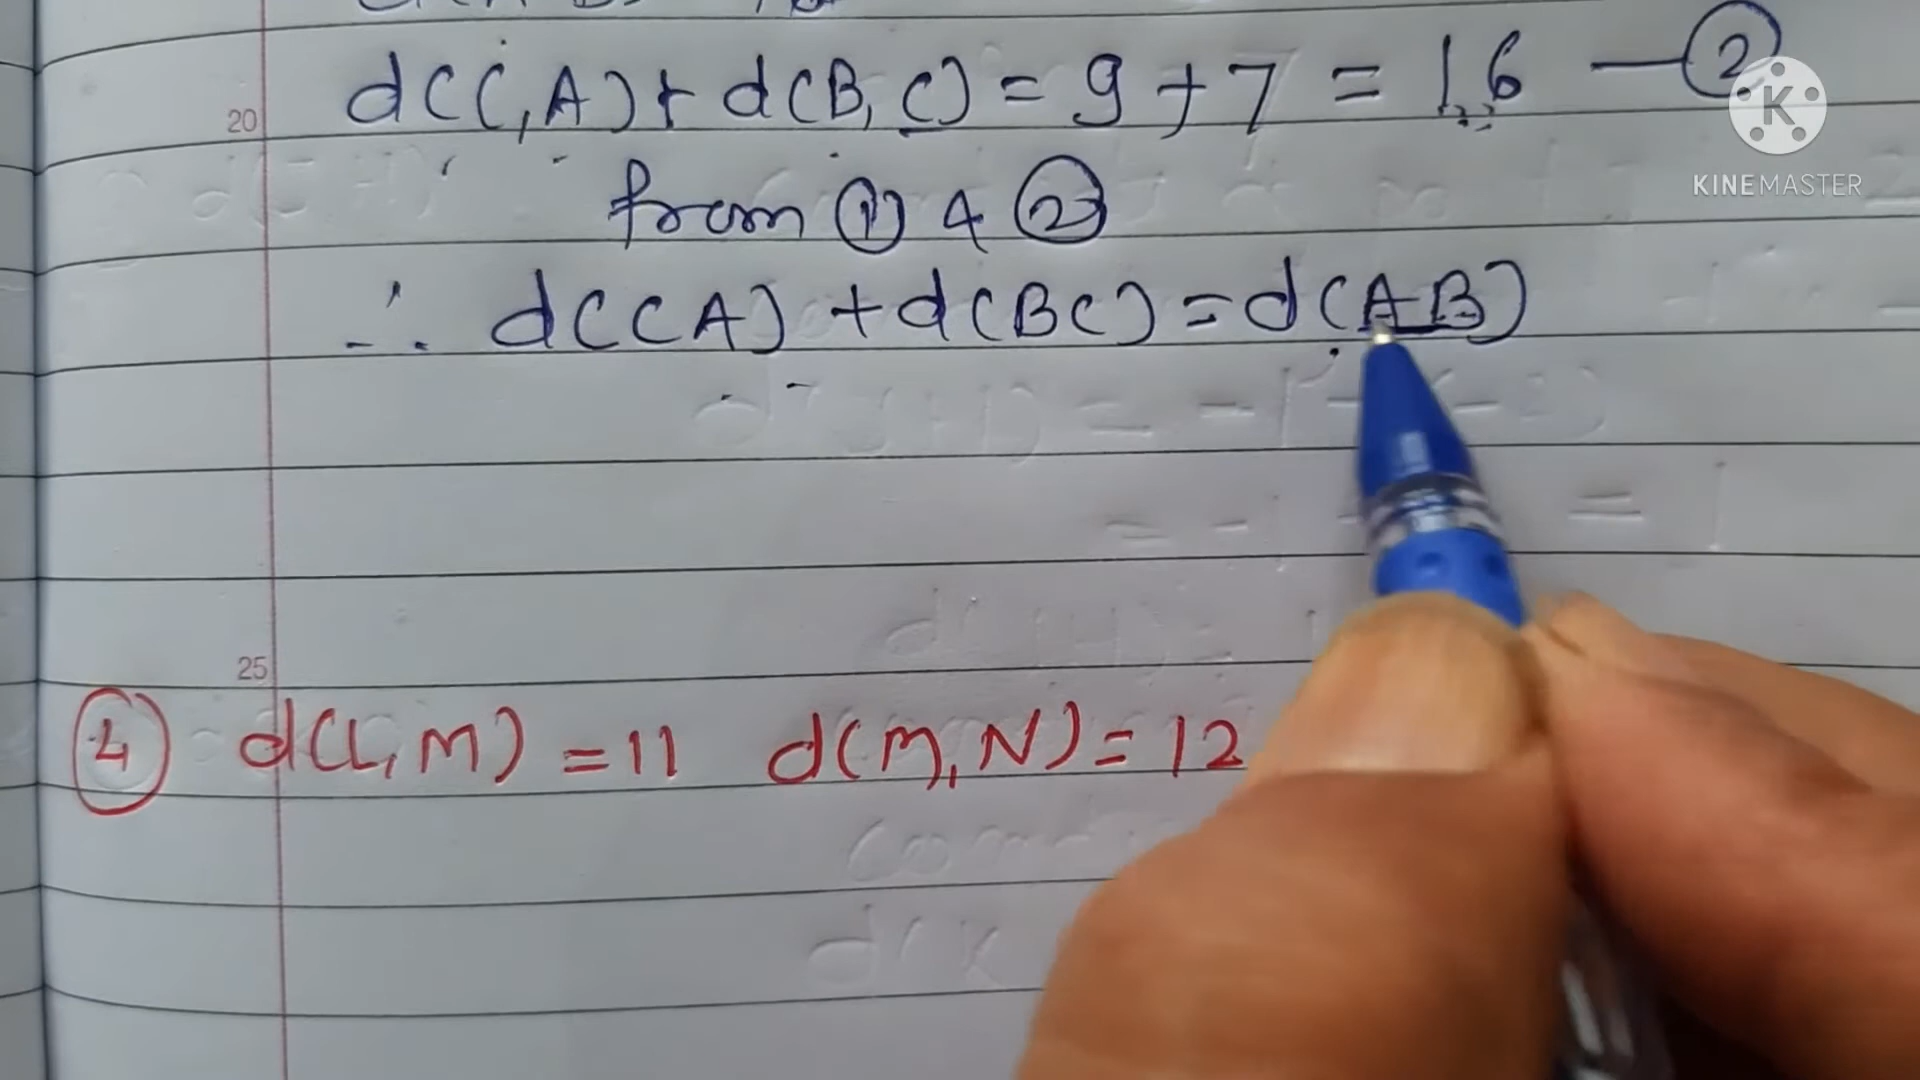 d(C,A)+ d(B,C) = 9 + 7 = 16 — ②
20
KINEMASTER
from ① & ②
∴ d(CA) + d(BC) = d(AB)
25
④ d(L,M) = 11 d(M,N) = 12